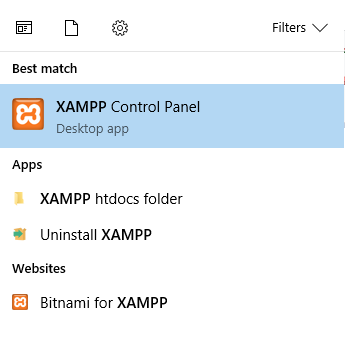 Filters
Best match
XAMPP Control Panel
Desktop app
Apps
XAMPP htdocs folder
Uninstall XAMPP
Websites
Bitnami for XAMPP